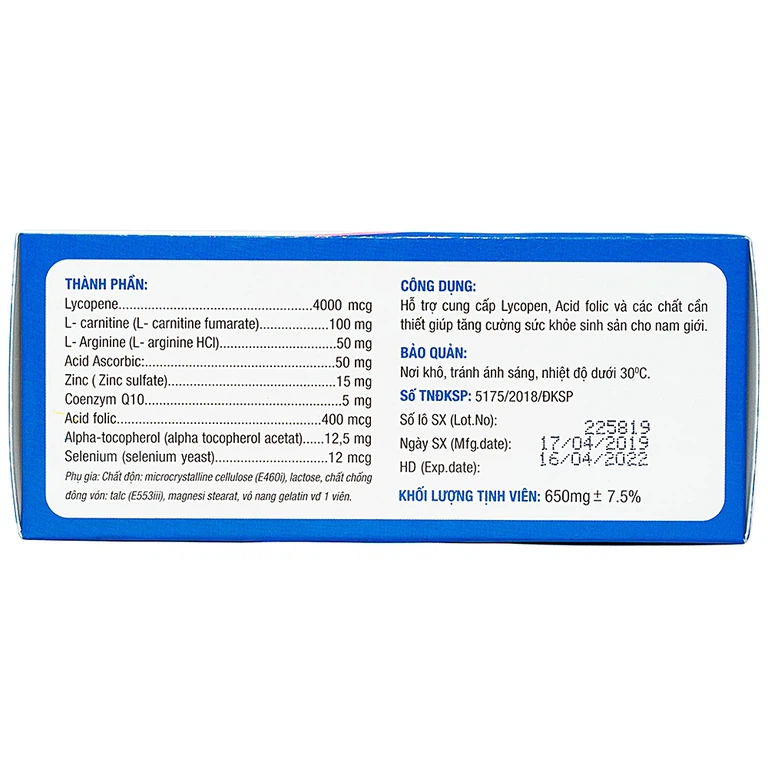 THÀNH PHẦN:
Lycopene............................................4000 mcg
L- carnitine (L- carnitine fumarate)....................100 mg
L- Arginine (L- arginine HCl)..............................50 mg
Acid Ascorbic:................................................50 mg
Zinc ( Zinc sulfate)..........................................15 mg
Coenzym Q10..................................................5 mg
Acid folic..................................................400 mcg
Alpha-tocopherol (alpha tocopherol acetat)......12,5 mg
Selenium (selenium yeast)............................12 mcg
Phụ gia: Chất độn: microcrystalline cellulose (E460i), lactose, chất chống
đông vón: talc (E553iii), magnesi stearat, vỏ nang gelatin vđ 1 viên.
CÔNG DỤNG:
Hỗ trợ cung cấp Lycopen, Acid folic và các chất cần
thiết giúp tăng cường sức khỏe sinh sản cho nam giới.
BẢO QUẢN:
Nơi khô, tránh ánh sáng, nhiệt độ dưới 30⁰C.
Số TNĐKSP: 5175/2018/ĐKSP
Số lô SX (Lot.No): 225819
Ngày SX (Mfg.date): 17/04/2019
HD (Exp.date): 16/04/2022
KHỐI LƯỢNG TỊNH VIÊN: 650mg ± 7.5%